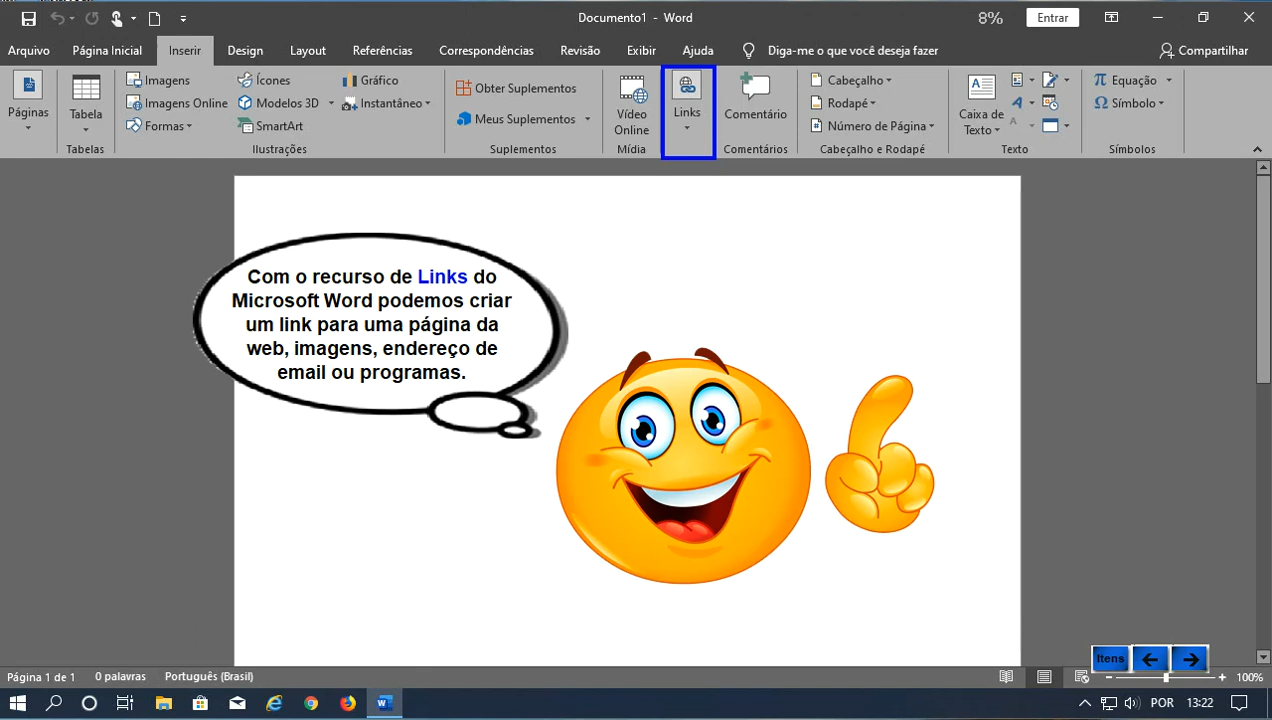 Documento1 - Word
8%
Entrar
Arquivo
Página Inicial
Inserir
Design
Layout
Referências
Correspondências
Revisão
Exibir
Ajuda
Diga-me o que você deseja fazer
Compartilhar
Páginas
Tabela
Tabelas
Imagens
Imagens Online
Formas
Ícones
Modelos 3D
SmartArt
Gráfico
Instantâneo
Ilustrações
Obter Suplementos
Meus Suplementos
Suplementos
Vídeo
Online
Mídia
Links
Comentário
Comentários
Cabeçalho
Rodapé
Número de Página
Cabeçalho e Rodapé
Caixa de
Texto
Texto
Equação
Símbolo
Símbolos
Com o recurso de Links do
Microsoft Word podemos criar
um link para uma página da
web, imagens, endereço de
email ou programas.
Itens
Página 1 de 1
0 palavras
Português (Brasil)
100%
POR
13:22